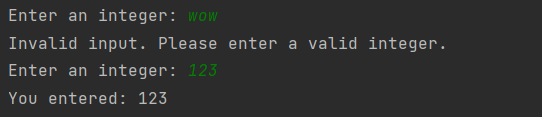 Enter an integer: wow
Invalid input. Please enter a valid integer.
Enter an integer: 123
You entered: 123